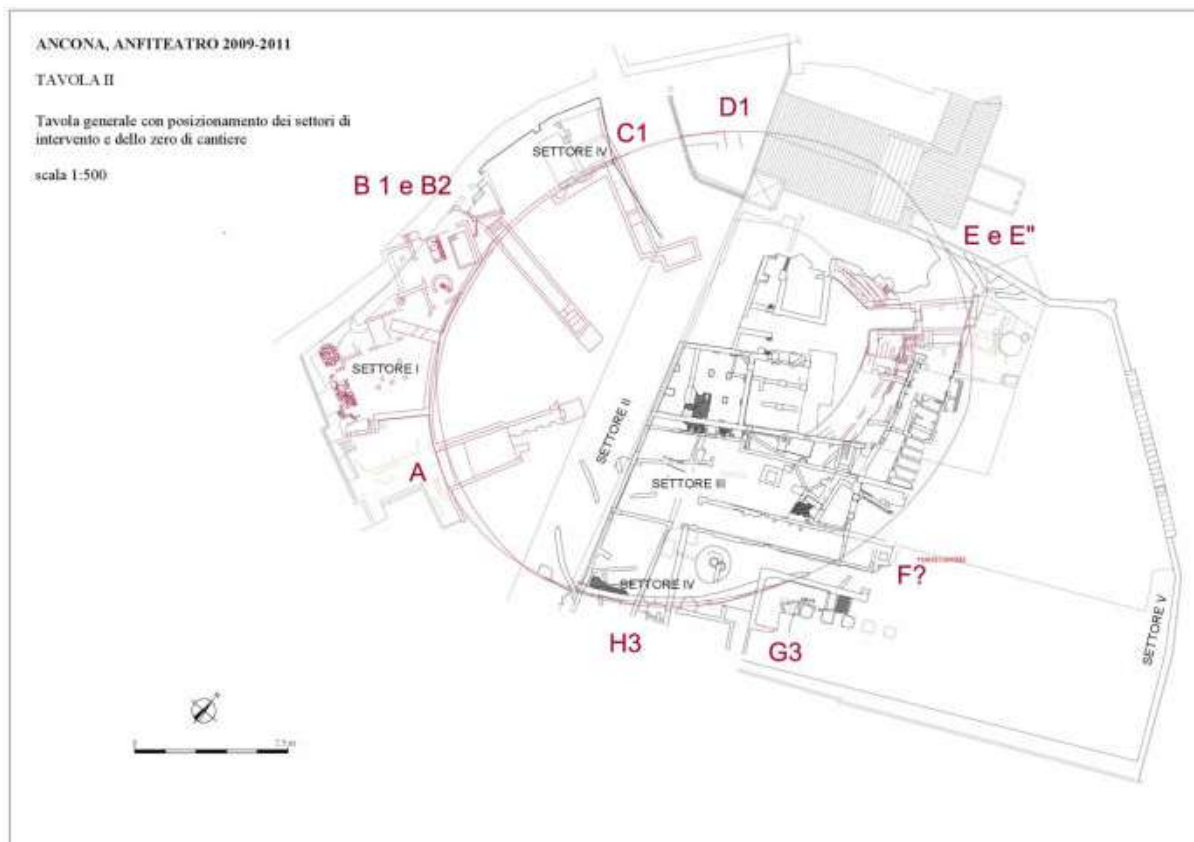 ANCONA, ANFITEATRO 2009-2011
TAVOLA II
Tavola generale con posizionamento dei settori di
intervento e dello zero di cantiere
scala 1:500
D1
C1
SETTORE IV
B 1 e B2
E e E"
SETTORE I
SETTORE II
A
SETTORE III
F?
SETTORE IV
SETTORE V
H3
G3
0